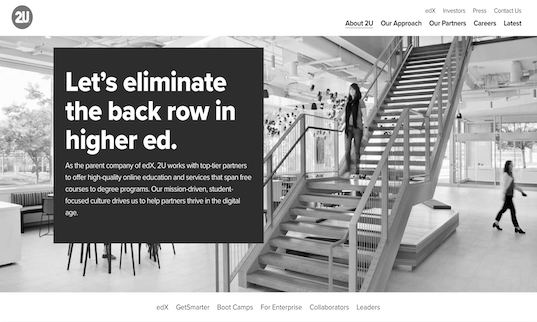 2U
edX Investors Press Contact Us
About 2U Our Approach Our Partners Careers Latest
Let's eliminate
the back row in
higher ed.
As the parent company of edX, 2U works with top-tier partners
to offer high-quality online education and services that span free
courses to degree programs. Our mission-driven, student-
focused culture drives us to help partners thrive in the digital
age.
edX GetSmarter Boot Camps For Enterprise Collaborators Leaders